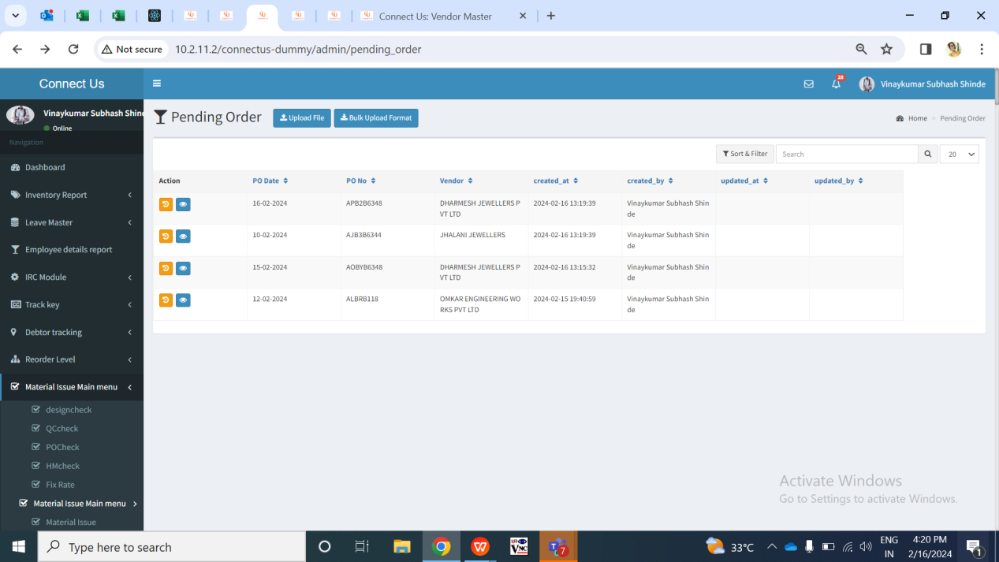 Connect Us: Vendor Master
Not secure 10.2.11.2/connectus-dummy/admin/pending_order
Connect Us
28
Vinaykumar Subhash Shinde
Vinaykumar Subhash Shind
Online
Navigation
Dashboard
Inventory Report
Leave Master
Employee details report
IRC Module
Track key
Debtor tracking
Reorder Level
Material Issue Main menu
designcheck
QCcheck
POCheck
HMcheck
Fix Rate
Material Issue Main menu
Material Issue
Pending Order Upload File Bulk Upload Format
Home > Pending Order
Sort & Filter Search 20
Action PO Date PO No Vendor created_at created_by updated_at updated_by
16-02-2024 APB2B6348 DHARMESH JEWELLERS P 2024-02-16 13:19:39 Vinaykumar Subhash Shin
VT LTD de
10-02-2024 AJB3B6344 JHALANI JEWELLERS 2024-02-16 13:19:39 Vinaykumar Subhash Shin
de
15-02-2024 AOBYB6348 DHARMESH JEWELLERS P 2024-02-16 13:15:32 Vinaykumar Subhash Shin
VT LTD de
12-02-2024 ALBRB118 OMKAR ENGINEERING WO 2024-02-15 19:40:59 Vinaykumar Subhash Shin
RKS PVT LTD de
Activate Windows
Go to Settings to activate Windows.
Type here to search
7
33°C
ENG
IN
4:20 PM
2/16/2024
1